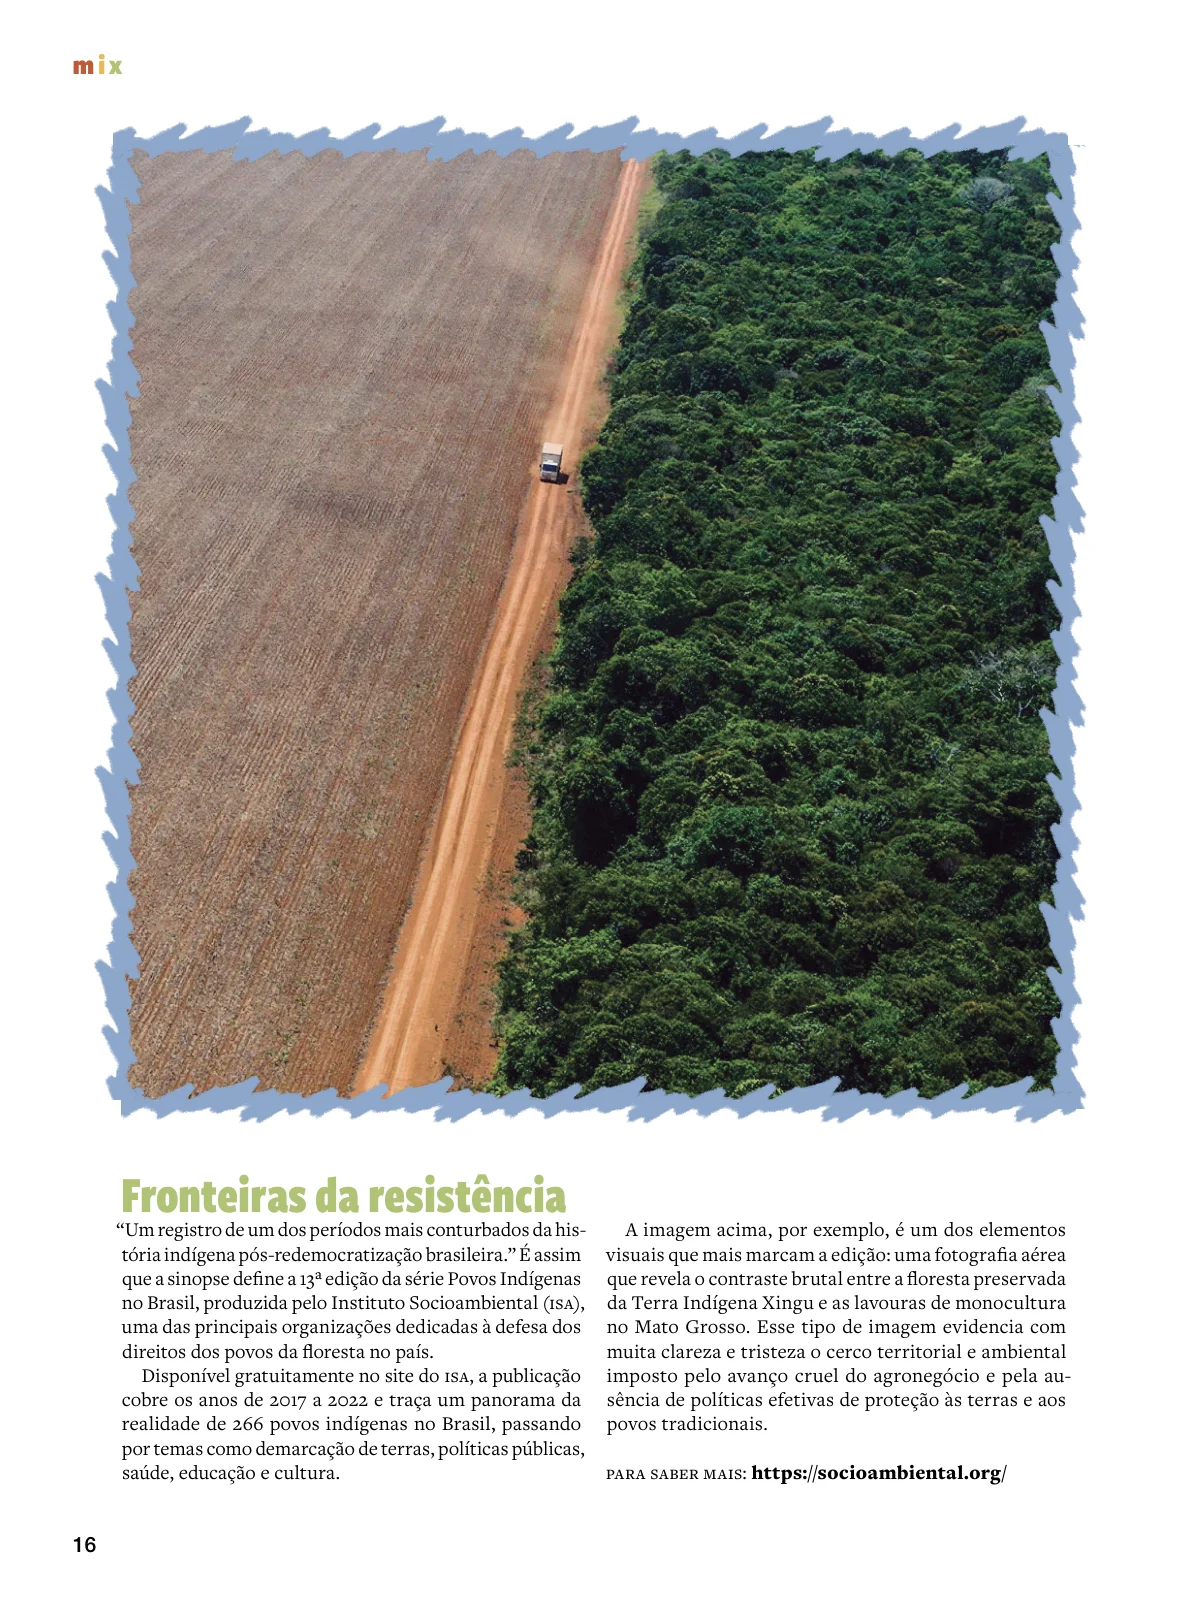 mix
Fronteiras da resistência
“Um registro de um dos períodos mais conturbados da his-
tória indígena pós-redemocratização brasileira.” É assim
que a sinopse define a 13ª edição da série Povos Indígenas
no Brasil, produzida pelo Instituto Socioambiental (ISA),
uma das principais organizações dedicadas à defesa dos
direitos dos povos da floresta no país.
Disponível gratuitamente no site do ISA, a publicação
cobre os anos de 2017 a 2022 e traça um panorama da
realidade de 266 povos indígenas no Brasil, passando
por temas como demarcação de terras, políticas públicas,
saúde, educação e cultura.
A imagem acima, por exemplo, é um dos elementos
visuais que mais marcam a edição: uma fotografia aérea
que revela o contraste brutal entre a floresta preservada
da Terra Indígena Xingu e as lavouras de monocultura
no Mato Grosso. Esse tipo de imagem evidencia com
muita clareza e tristeza o cerco territorial e ambiental
imposto pelo avanço cruel do agronegócio e pela au-
sência de políticas efetivas de proteção às terras e aos
povos tradicionais.
PARA SABER MAIS: https://socioambiental.org/
16